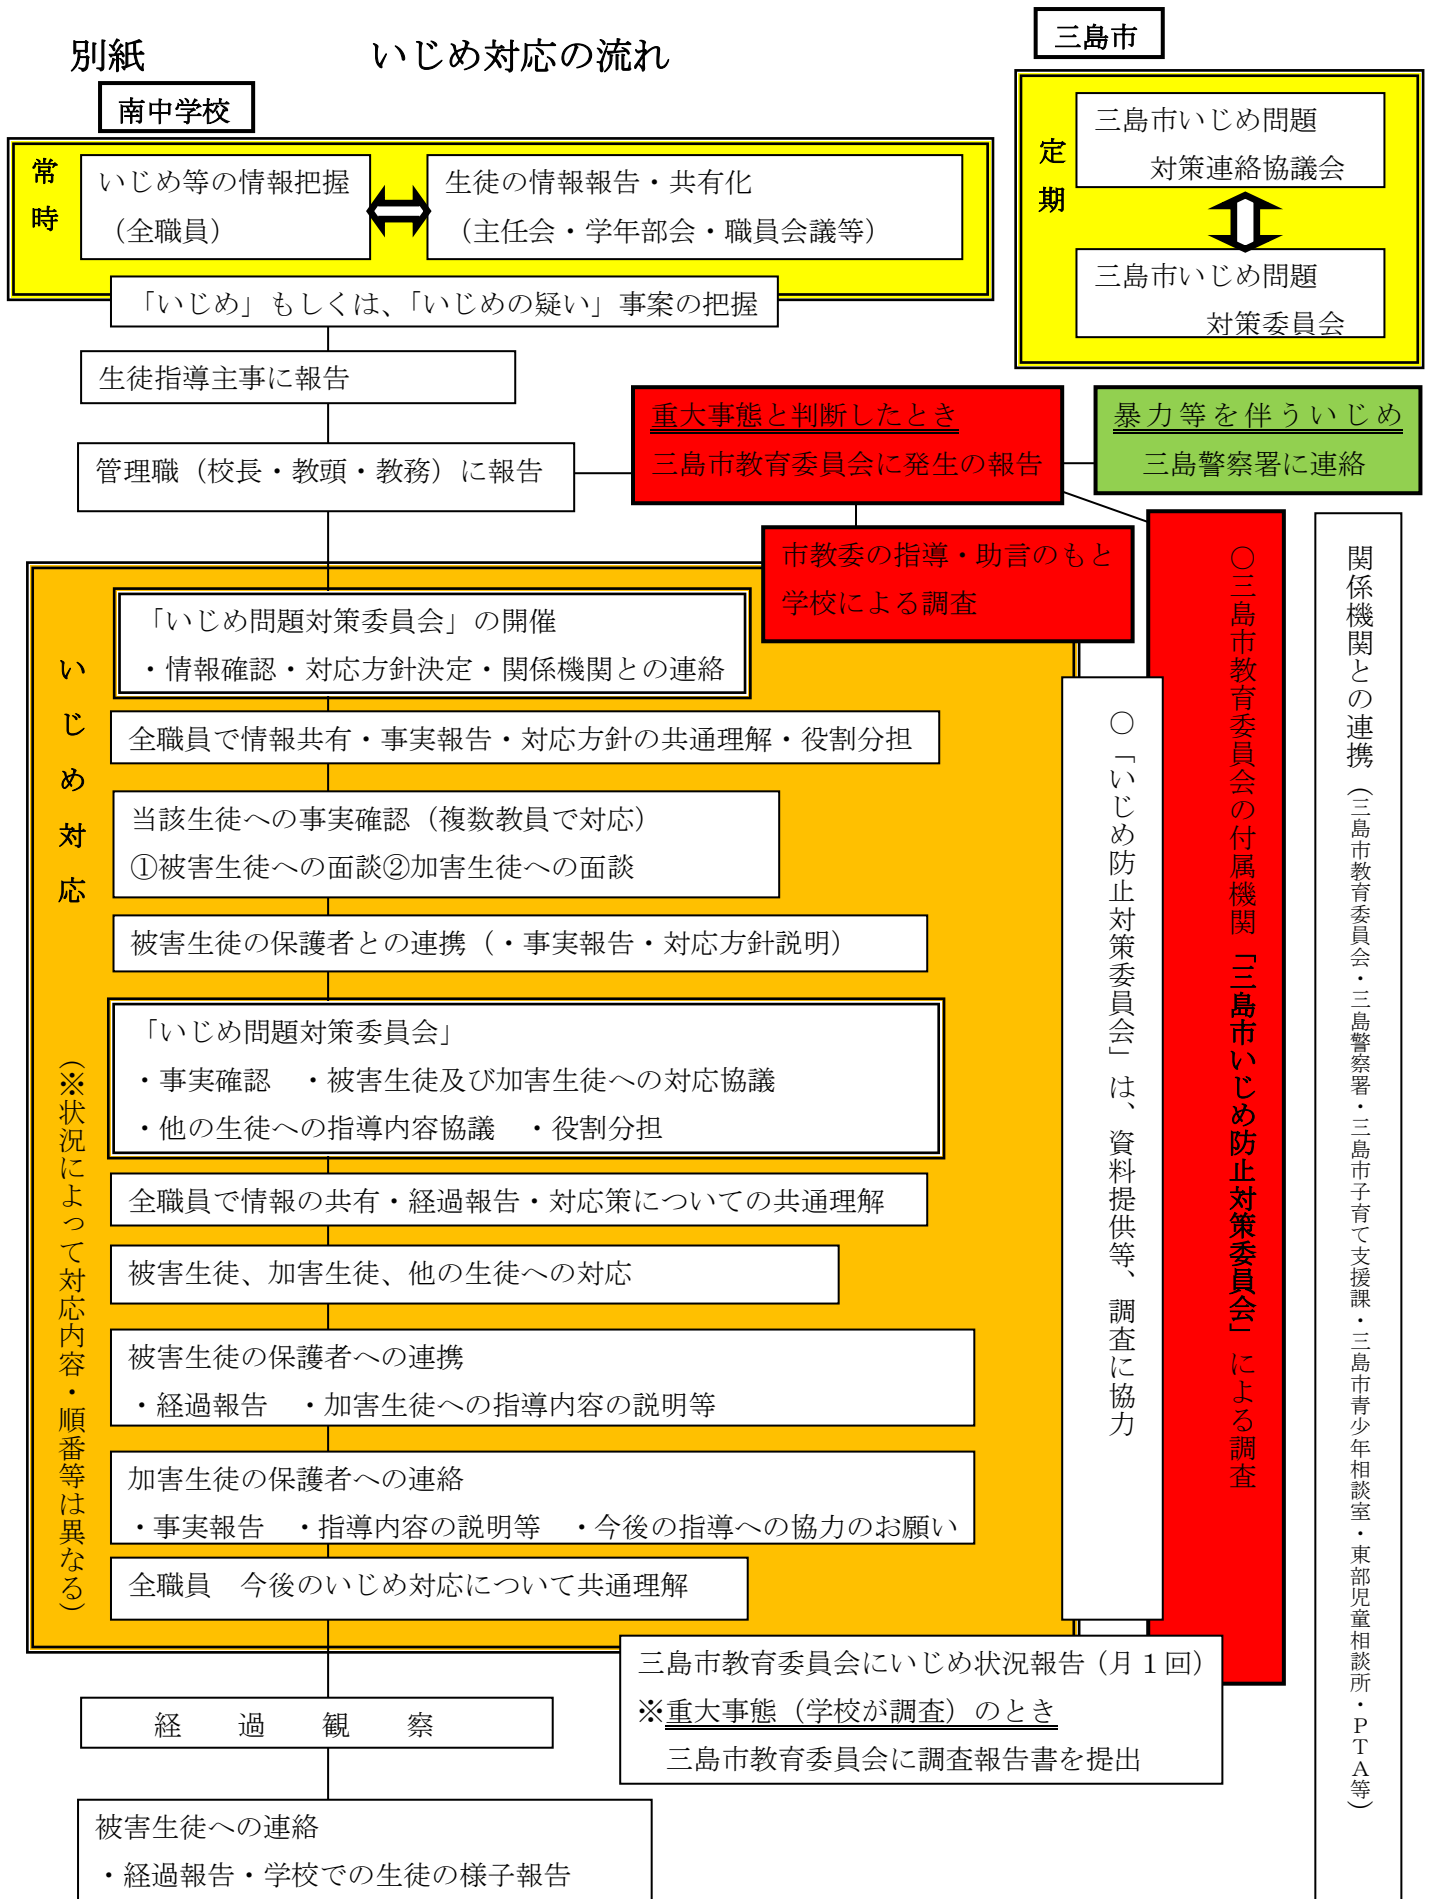 別紙
いじめ対応の流れ
三島市
南中学校
常時
いじめ等の情報把握
（全職員）
生徒の情報報告・共有化
（主任会・学年部会・職員会議等）
定期
三島市いじめ問題
対策連絡協議会
三島市いじめ問題
対策委員会
「いじめ」もしくは、「いじめの疑い」事案の把握
生徒指導主事に報告
管理職（校長・教頭・教務）に報告
重大事態と判断したとき
三島市教育委員会に発生の報告
暴力等を伴ういじめ
三島警察署に連絡
市教委の指導・助言のもと
学校による調査
いじめ対応
（※状況によって対応内容・順番等は異なる）
「いじめ問題対策委員会」の開催
・情報確認・対応方針決定・関係機関との連絡
全職員で情報共有・事実報告・対応方針の共通理解・役割分担
当該生徒への事実確認（複数教員で対応）
①被害生徒への面談②加害生徒への面談
被害生徒の保護者との連携（・事実報告・対応方針説明）
「いじめ問題対策委員会」
・事実確認　・被害生徒及び加害生徒への対応協議
・他の生徒への指導内容協議　・役割分担
全職員で情報の共有・経過報告・対応策についての共通理解
被害生徒、加害生徒、他の生徒への対応
被害生徒の保護者への連携
・経過報告　・加害生徒への指導内容の説明等
加害生徒の保護者への連絡
・事実報告　・指導内容の説明等　・今後の指導への協力のお願い
全職員　今後のいじめ対応について共通理解
○「いじめ防止対策委員会」は、資料提供等、調査に協力
○三島市教育委員会の付属機関「三島市いじめ防止対策委員会」による調査
関係機関との連携（三島市教育委員会・三島警察署・三島市子育て支援課・三島市青少年相談室・東部児童相談所・PTA等）
三島市教育委員会にいじめ状況報告（月１回）
※重大事態（学校が調査）のとき
三島市教育委員会に調査報告書を提出
経　過　観　察
被害生徒への連絡
・経過報告・学校での生徒の様子報告